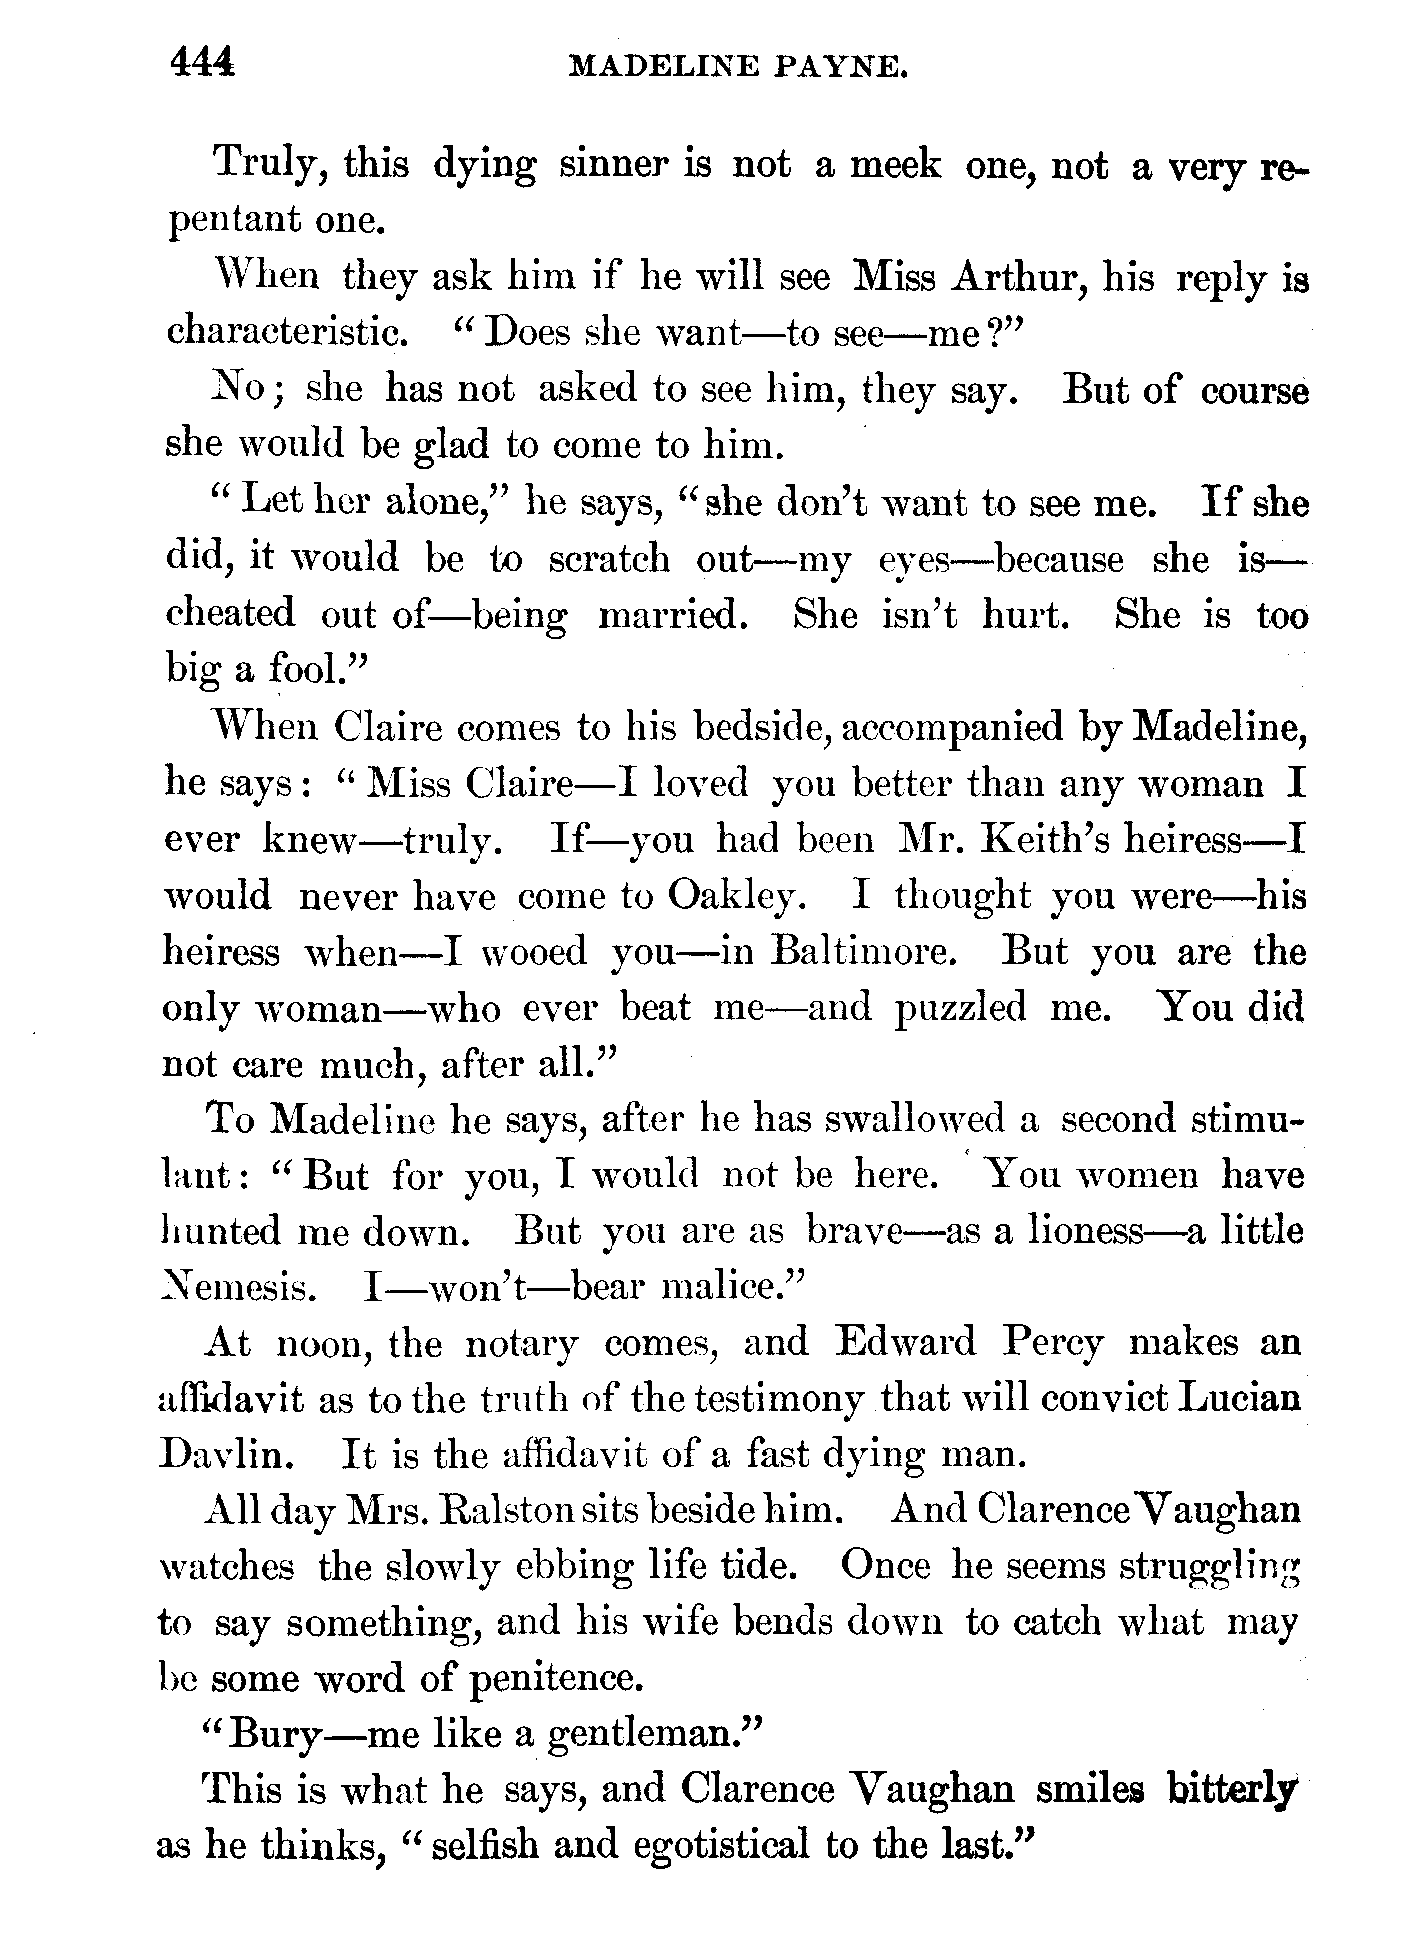 444 MADELINE PAYNE.
Truly, this dying sinner is not a meek one, not a very re-
pentant one.
When they ask him if he will see Miss Arthur, his reply is
characteristic. "Does she want—to see—me?"
No; she has not asked to see him, they say. But of course
she would be glad to come to him.
"Let her alone," he says, "she don't want to see me. If she
did, it would be to scratch out—my eyes—because she is—
cheated out of—being married. She isn't hurt. She is too
big a fool."
When Claire comes to his bedside, accompanied by Madeline,
he says: "Miss Claire—I loved you better than any woman I
ever knew—truly. If—you had been Mr. Keith's heiress—I
would never have come to Oakley. I thought you were—his
heiress when—I wooed you—in Baltimore. But you are the
only woman—who ever beat me—and puzzled me. You did
not care much, after all."
To Madeline he says, after he has swallowed a second stimu-
lant: "But for you, I would not be here. You women have
hunted me down. But you are as brave—as a lioness—a little
Nemesis. I—won't—bear malice."
At noon, the notary comes, and Edward Percy makes an
affidavit as to the truth of the testimony that will convict Lucian
Davlin. It is the affidavit of a fast dying man.
All day Mrs. Ralston sits beside him. And Clarence Vaughan
watches the slowly ebbing life tide. Once he seems struggling
to say something, and his wife bends down to catch what may
be some word of penitence.
"Bury—me like a gentleman."
This is what he says, and Clarence Vaughan smiles bitterly
as he thinks, "selfish and egotistical to the last."